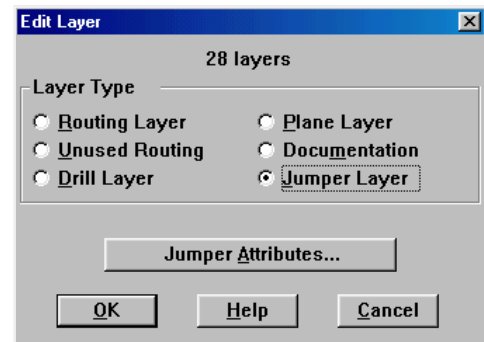 Edit Layer
28 layers
Layer Type
Routing Layer
Plane Layer
Unused Routing
Documentation
Drill Layer
Jumper Layer
Jumper Attributes...
OK
Help
Cancel